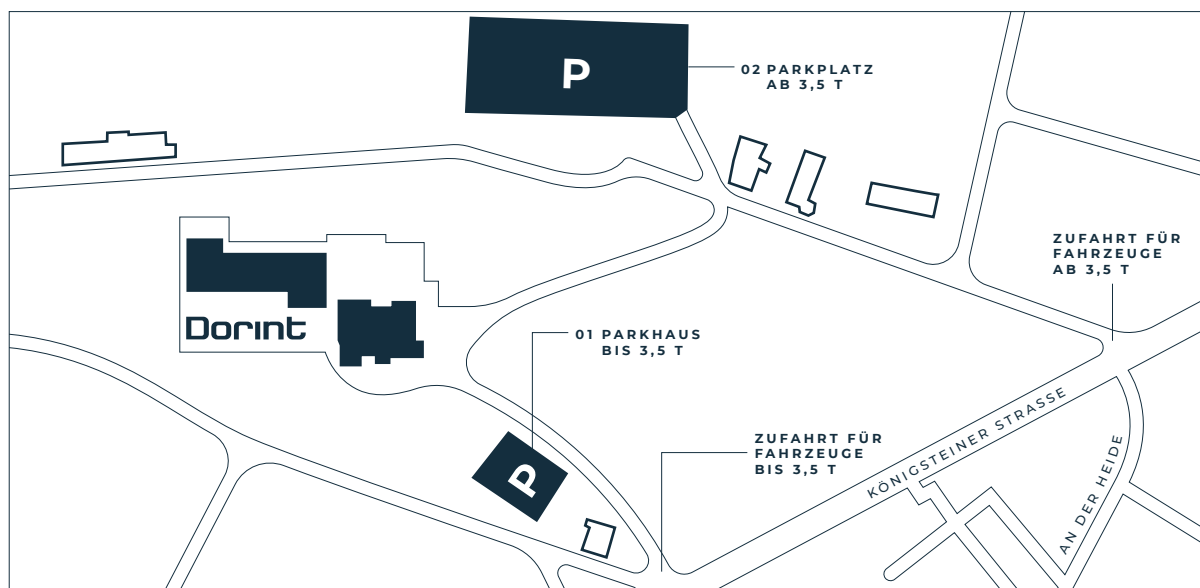 P
02 PARKPLATZ
AB 3,5 T
ZUFAHRT FÜR
FAHRZEUGE
AB 3,5 T
Dorint
01 PARKHAUS
BIS 3,5 T
P
ZUFAHRT FÜR
FAHRZEUGE
BIS 3,5 T
KÖNIGSTEINER STRASSE
AN DER HEIDE